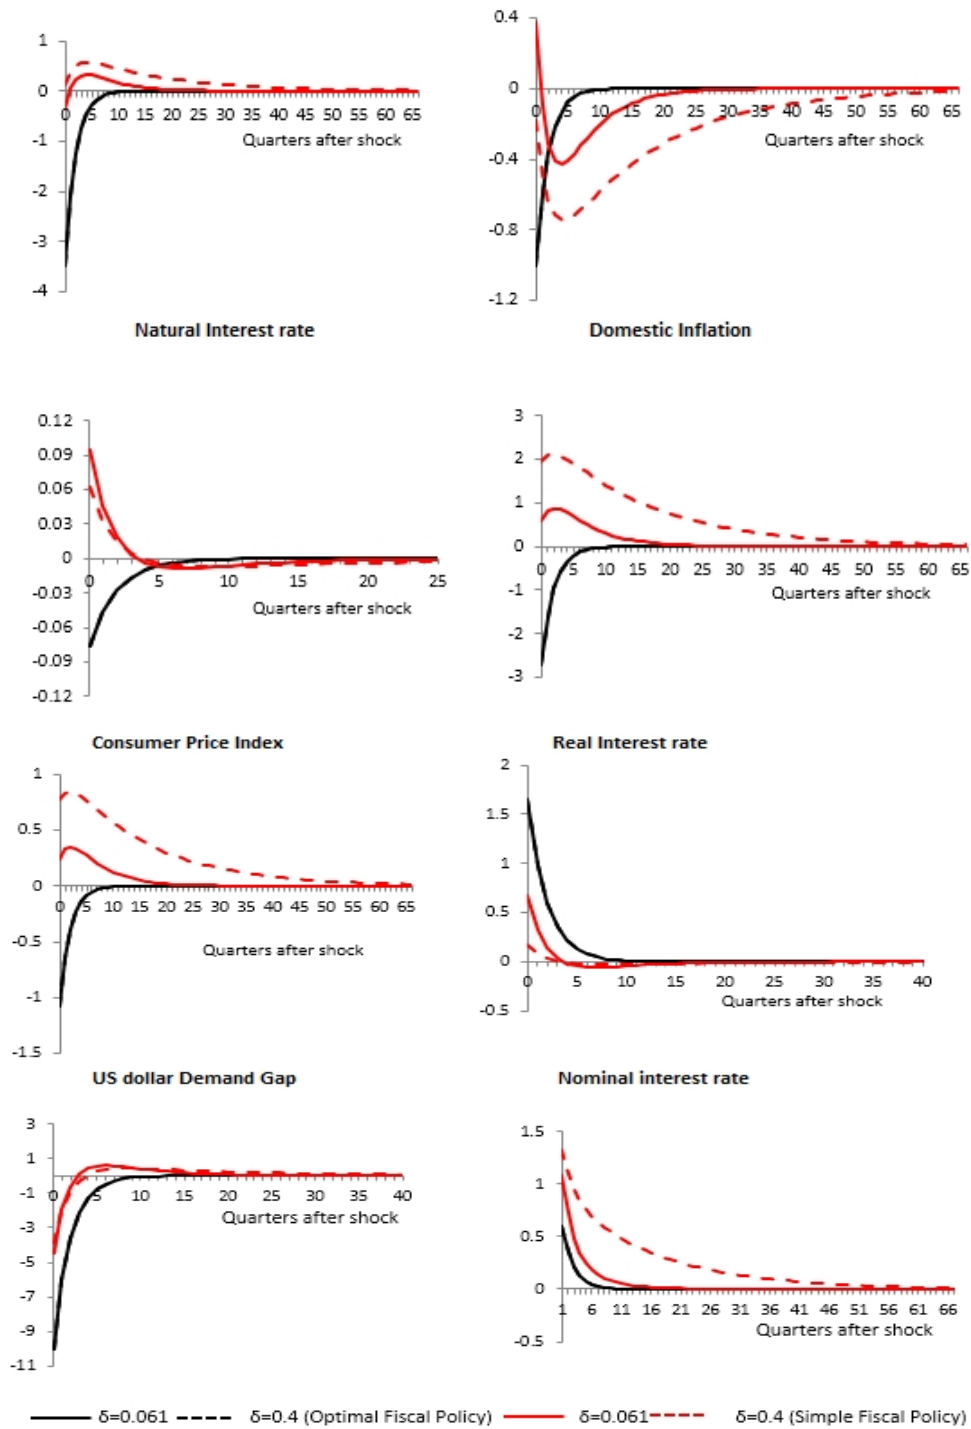 1
0
-1
-2
-3
-4
0 5 10 15 20 25 30 35 40 45 50 55 60 65
Quarters after shock
0.4
0
-0.4
-0.8
-1.2
0 5 10 15 20 25 30 35 40 45 50 55 60 65
Quarters after shock
Natural Interest rate
Domestic Inflation
0.12
0.09
0.06
0.03
0
-0.03
-0.06
-0.09
-0.12
0 5 10 15 20 25
Quarters after shock
3
2
1
0
-1
-2
-3
0 5 10 15 20 25 30 35 40 45 50 55 60 65
Quarters after shock
Consumer Price Index
Real Interest rate
1
0.5
0
-0.5
-1
-1.5
0 5 10 15 20 25 30 35 40 45 50 55 60 65
Quarters after shock
2
1.5
1
0.5
0
-0.5
0 5 10 15 20 25 30 35 40
Quarters after shock
US dollar Demand Gap
Nominal interest rate
3
1
-1
-3
-5
-7
-9
-11
0 5 10 15 20 25 30 35 40
Quarters after shock
1.5
1
0.5
0
-0.5
1 6 11 16 21 26 31 36 41 46 51 56 61 66
Quarters after shock
δ=0.061 δ=0.4 (Optimal Fiscal Policy) δ=0.061 δ=0.4 (Simple Fiscal Policy)